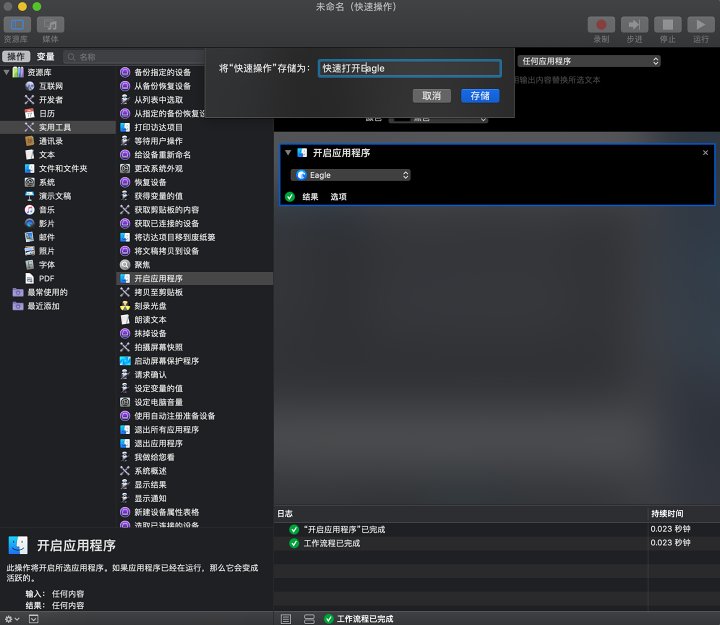 未命名（快速操作）
资源库
媒体
录制
步进
停止
运行
操作
变量
名称
将“快速操作”存储为：
快速打开Eagle
取消
存储
任何应用程序
用输出内容替换所选文本
资源库
互联网
开发者
日历
实用工具
通讯录
文本
文件和文件夹
系统
演示文稿
音乐
影片
邮件
照片
字体
PDF
最常使用的
最近添加
备份指定的设备
从备份恢复设备
从列表中选取
从指定的备份恢复设
打印访达项目
等待用户操作
给设备重新命名
更改系统外观
恢复设备
获得变量的值
获取剪贴板的内容
获取已连接的设备
将访达项目移到废纸篓
将文稿拷贝到设备
聚焦
开启应用程序
拷贝至剪贴板
刻录光盘
朗读文本
抹掉设备
拍摄屏幕快照
启动屏幕保护程序
请求确认
设定变量的值
设定电脑音量
使用自动注册准备设备
退出所有应用程序
退出应用程序
我做给您看
系统概述
显示结果
显示通知
新建设备属性表格
选取已连接的设备
开启应用程序
Eagle
结果
选项
日志
持续时间
“开启应用程序”已完成
0.023 秒钟
工作流程已完成
0.023 秒钟
开启应用程序
此操作将开启所选应用程序。如果应用程序已经在运行，那么它会变成
活跃的。
输入：任何内容
结果：任何内容
工作流程已完成